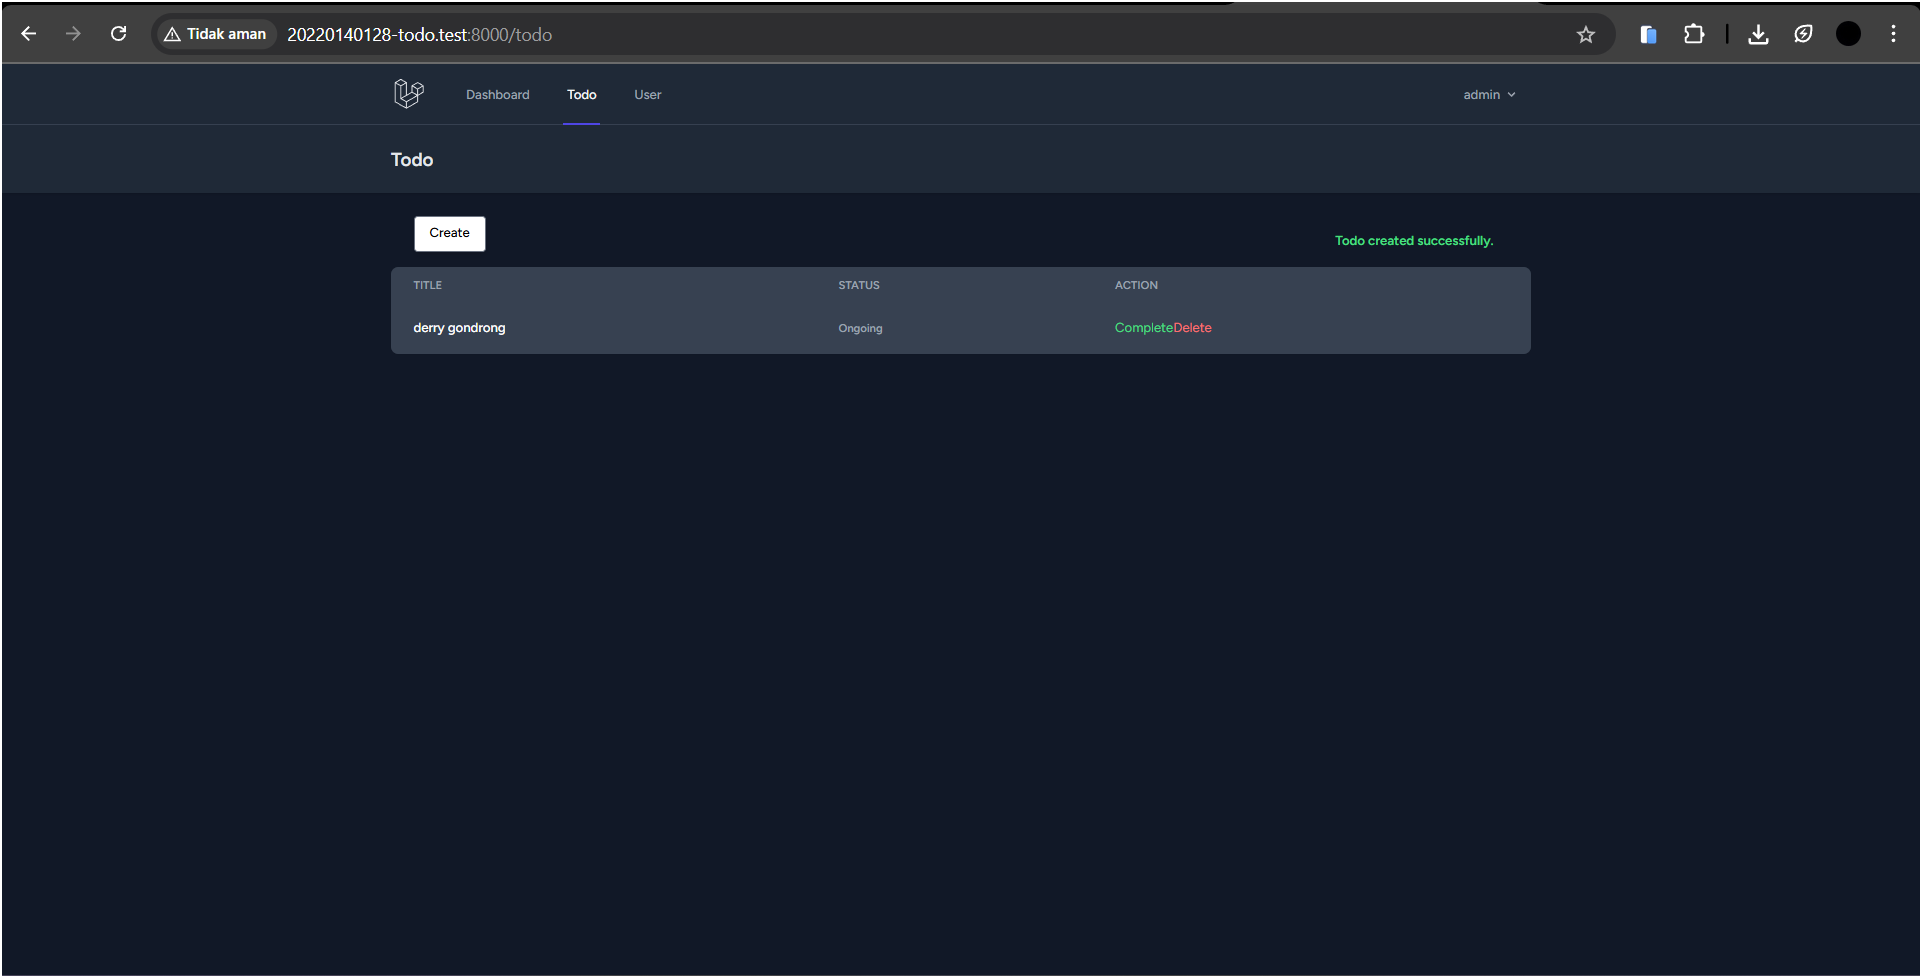 Tidak aman 20220140128-todo.test:8000/todo
Dashboard Todo User admin
Todo
Create
Todo created successfully.
TITLE STATUS ACTION
derry gondrong Ongoing CompleteDelete